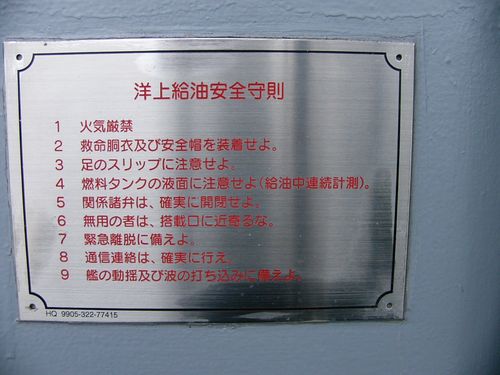 洋上給油安全守則
1 火気厳禁
2 救命胴衣及び安全帽を装着せよ。
3 足のスリップに注意せよ。
4 燃料タンクの液面に注意せよ(給油中連続計測)。
5 関係諸弁は、確実に開閉せよ。
6 無用の者は、搭載口に近寄るな。
7 緊急離脱に備えよ。
8 通信連絡は、確実に行え。
9 艦の動揺及び波の打ち込みに備えよ。
HQ 9905-322-77415